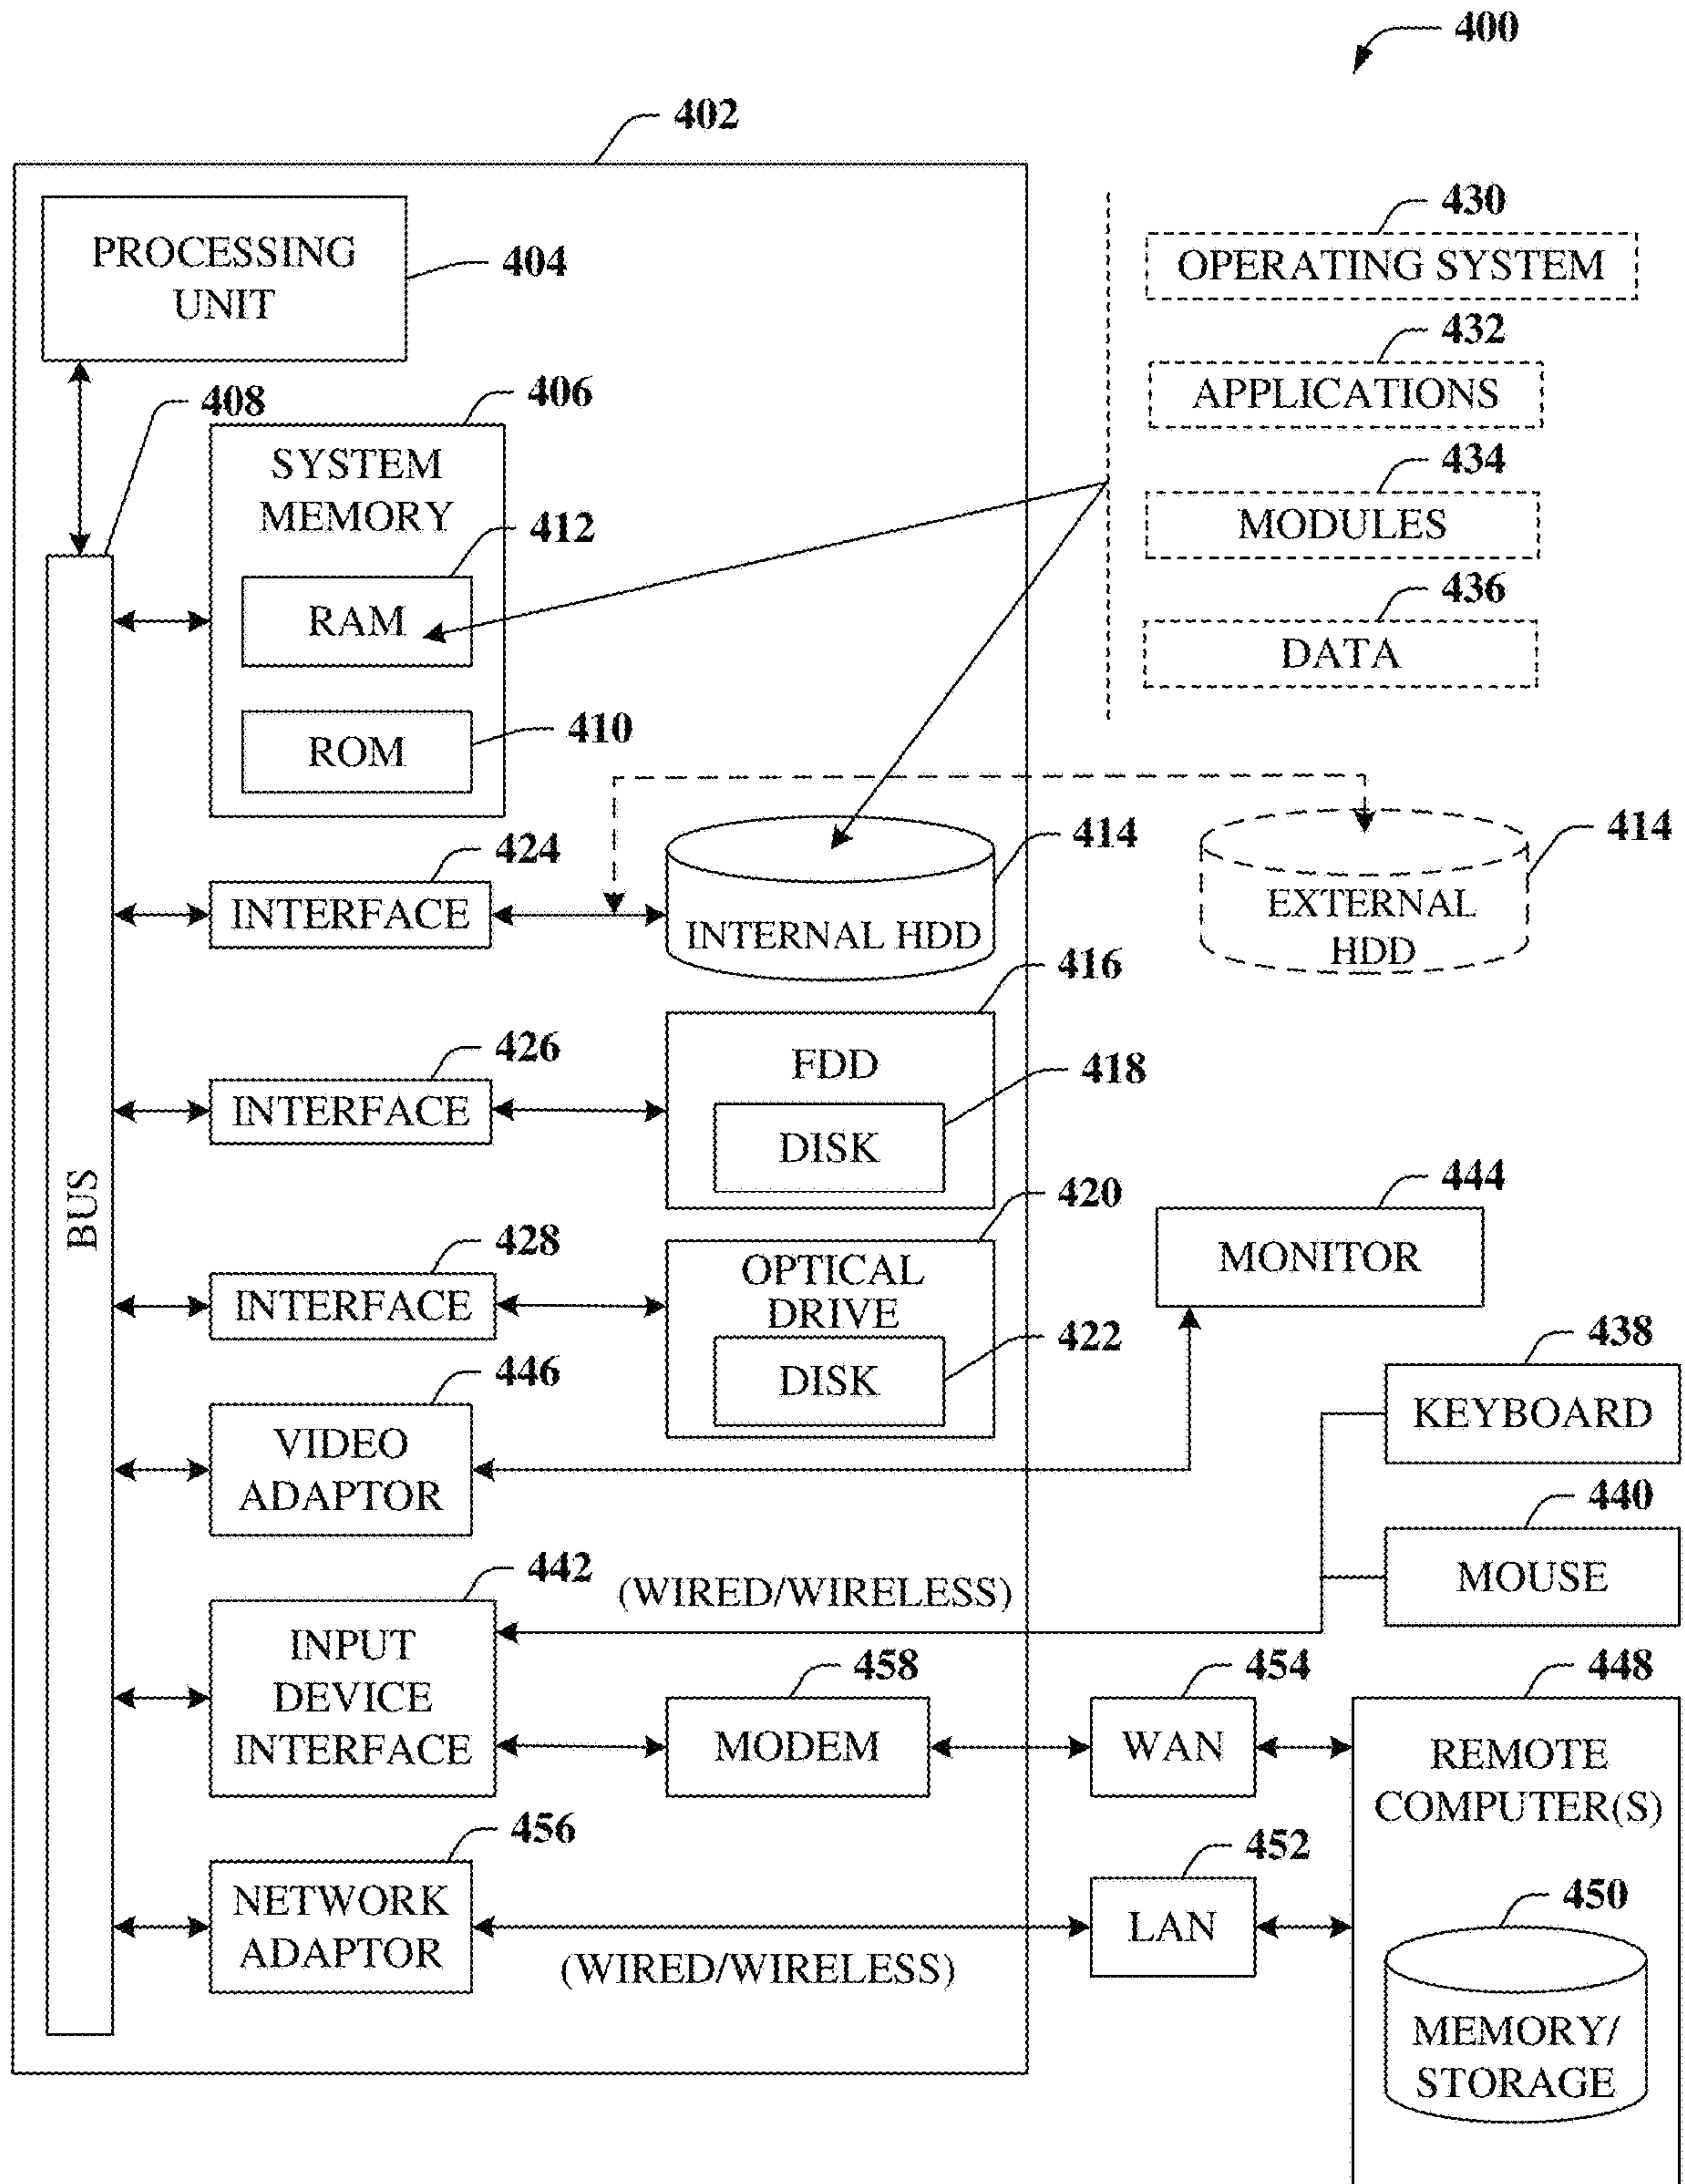 400
402
PROCESSING
UNIT
404
430
OPERATING SYSTEM
432
APPLICATIONS
434
MODULES
436
DATA
408
406
SYSTEM
MEMORY
412
RAM
410
ROM
BUS
424
INTERFACE
414
INTERNAL HDD
414
EXTERNAL
HDD
426
INTERFACE
416
FDD
418
DISK
428
INTERFACE
420
OPTICAL
DRIVE
422
DISK
444
MONITOR
446
VIDEO
ADAPTOR
438
KEYBOARD
440
MOUSE
442
(WIRED/WIRELESS)
INPUT
DEVICE
INTERFACE
458
MODEM
454
WAN
448
REMOTE
COMPUTER(S)
456
NETWORK
ADAPTOR
(WIRED/WIRELESS)
452
LAN
450
MEMORY/
STORAGE